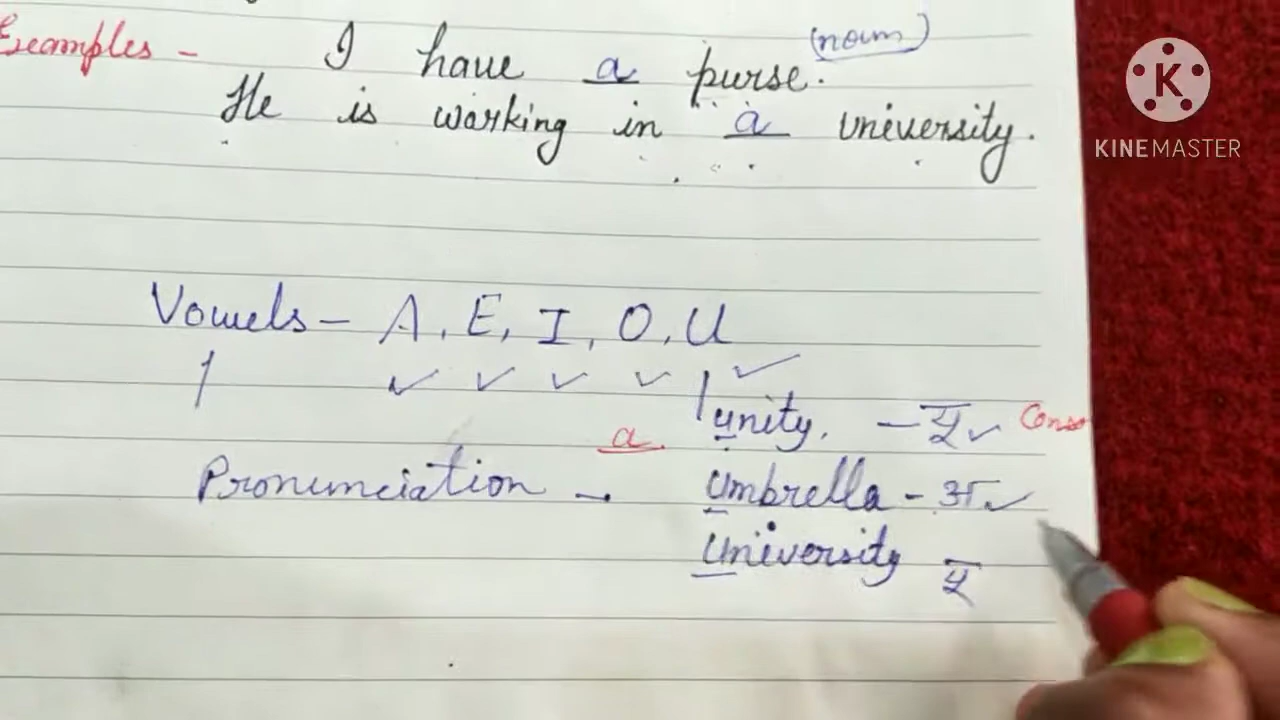 (noun)
Examples - I have a purse.
He is working in a university.
Vowels - A, E, I, O, U
unity, - यू Conso
a.
Pronunciation - Umbrella - अ
University यू
K
KINEMASTER